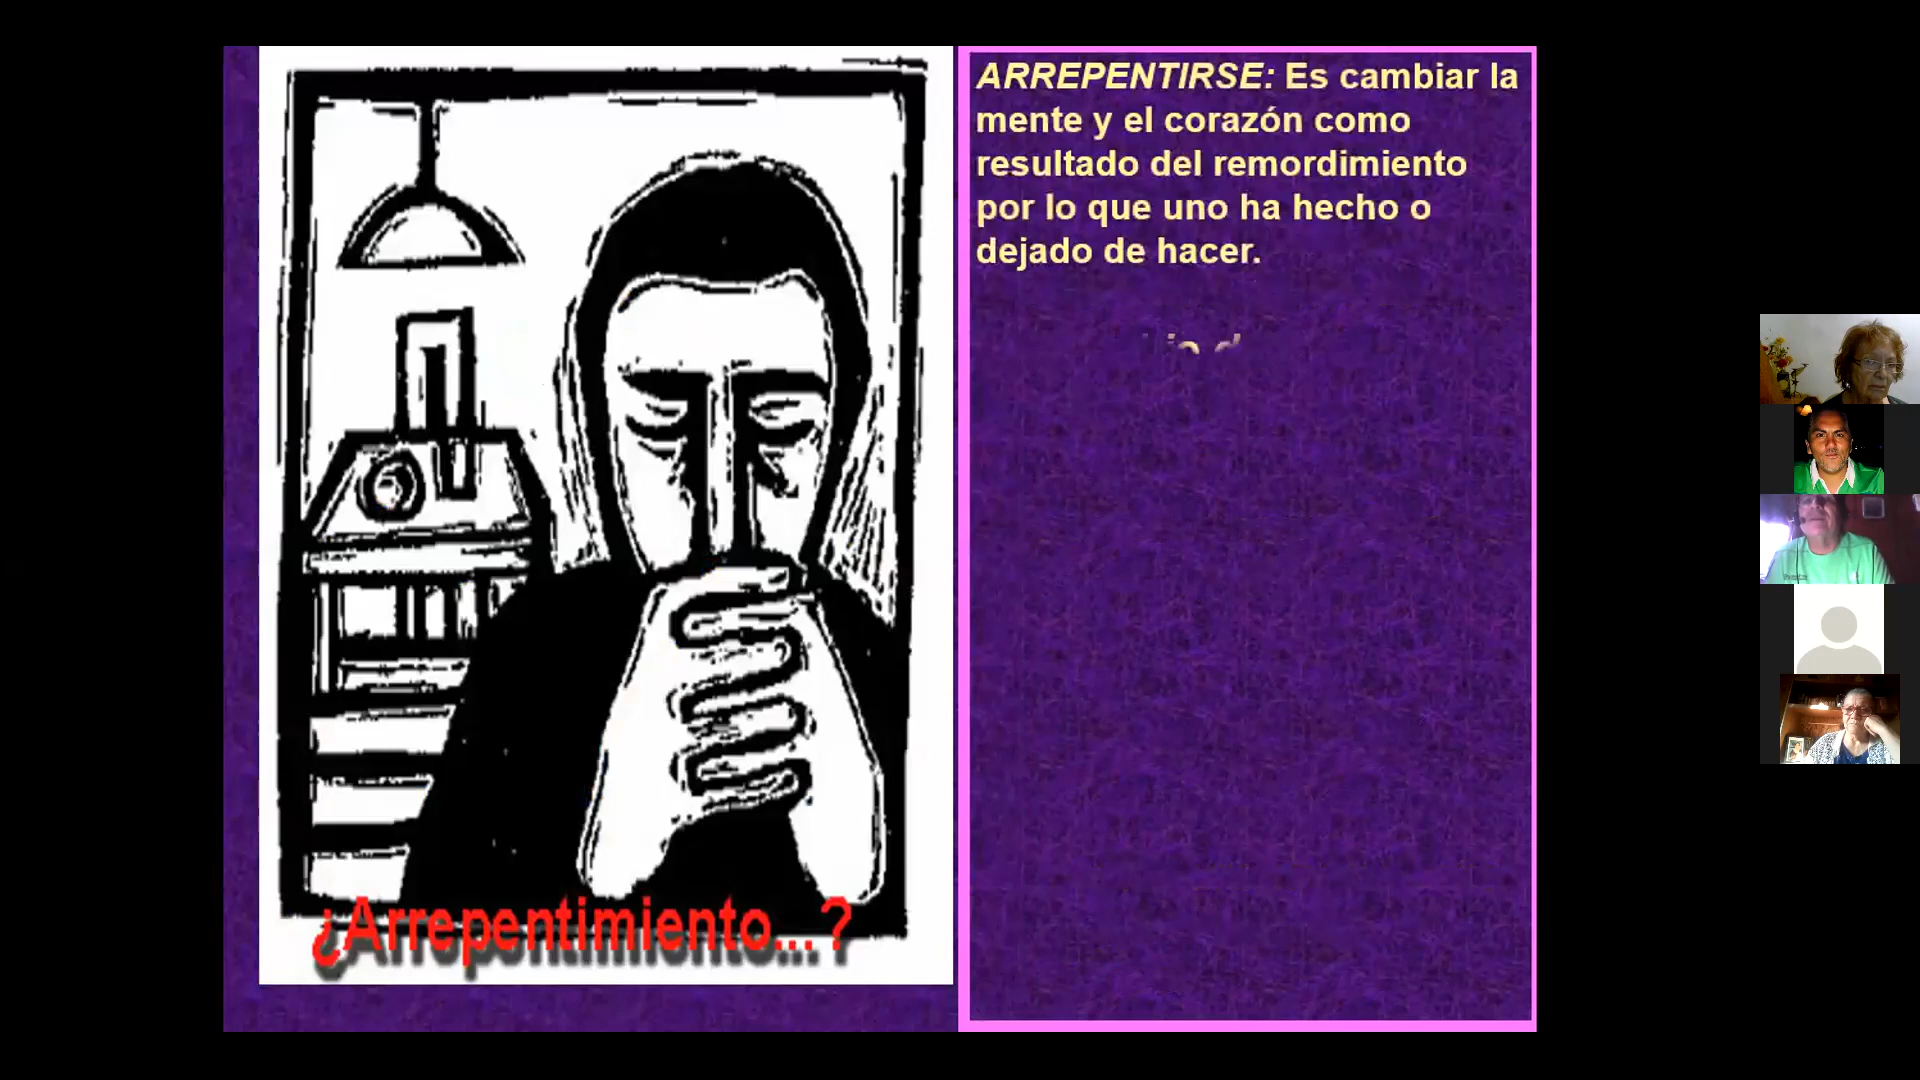 ARREPENTIRSE: Es cambiar la
mente y el corazón como
resultado del remordimiento
por lo que uno ha hecho o
dejado de hacer.
¿Arrepentimiento...?